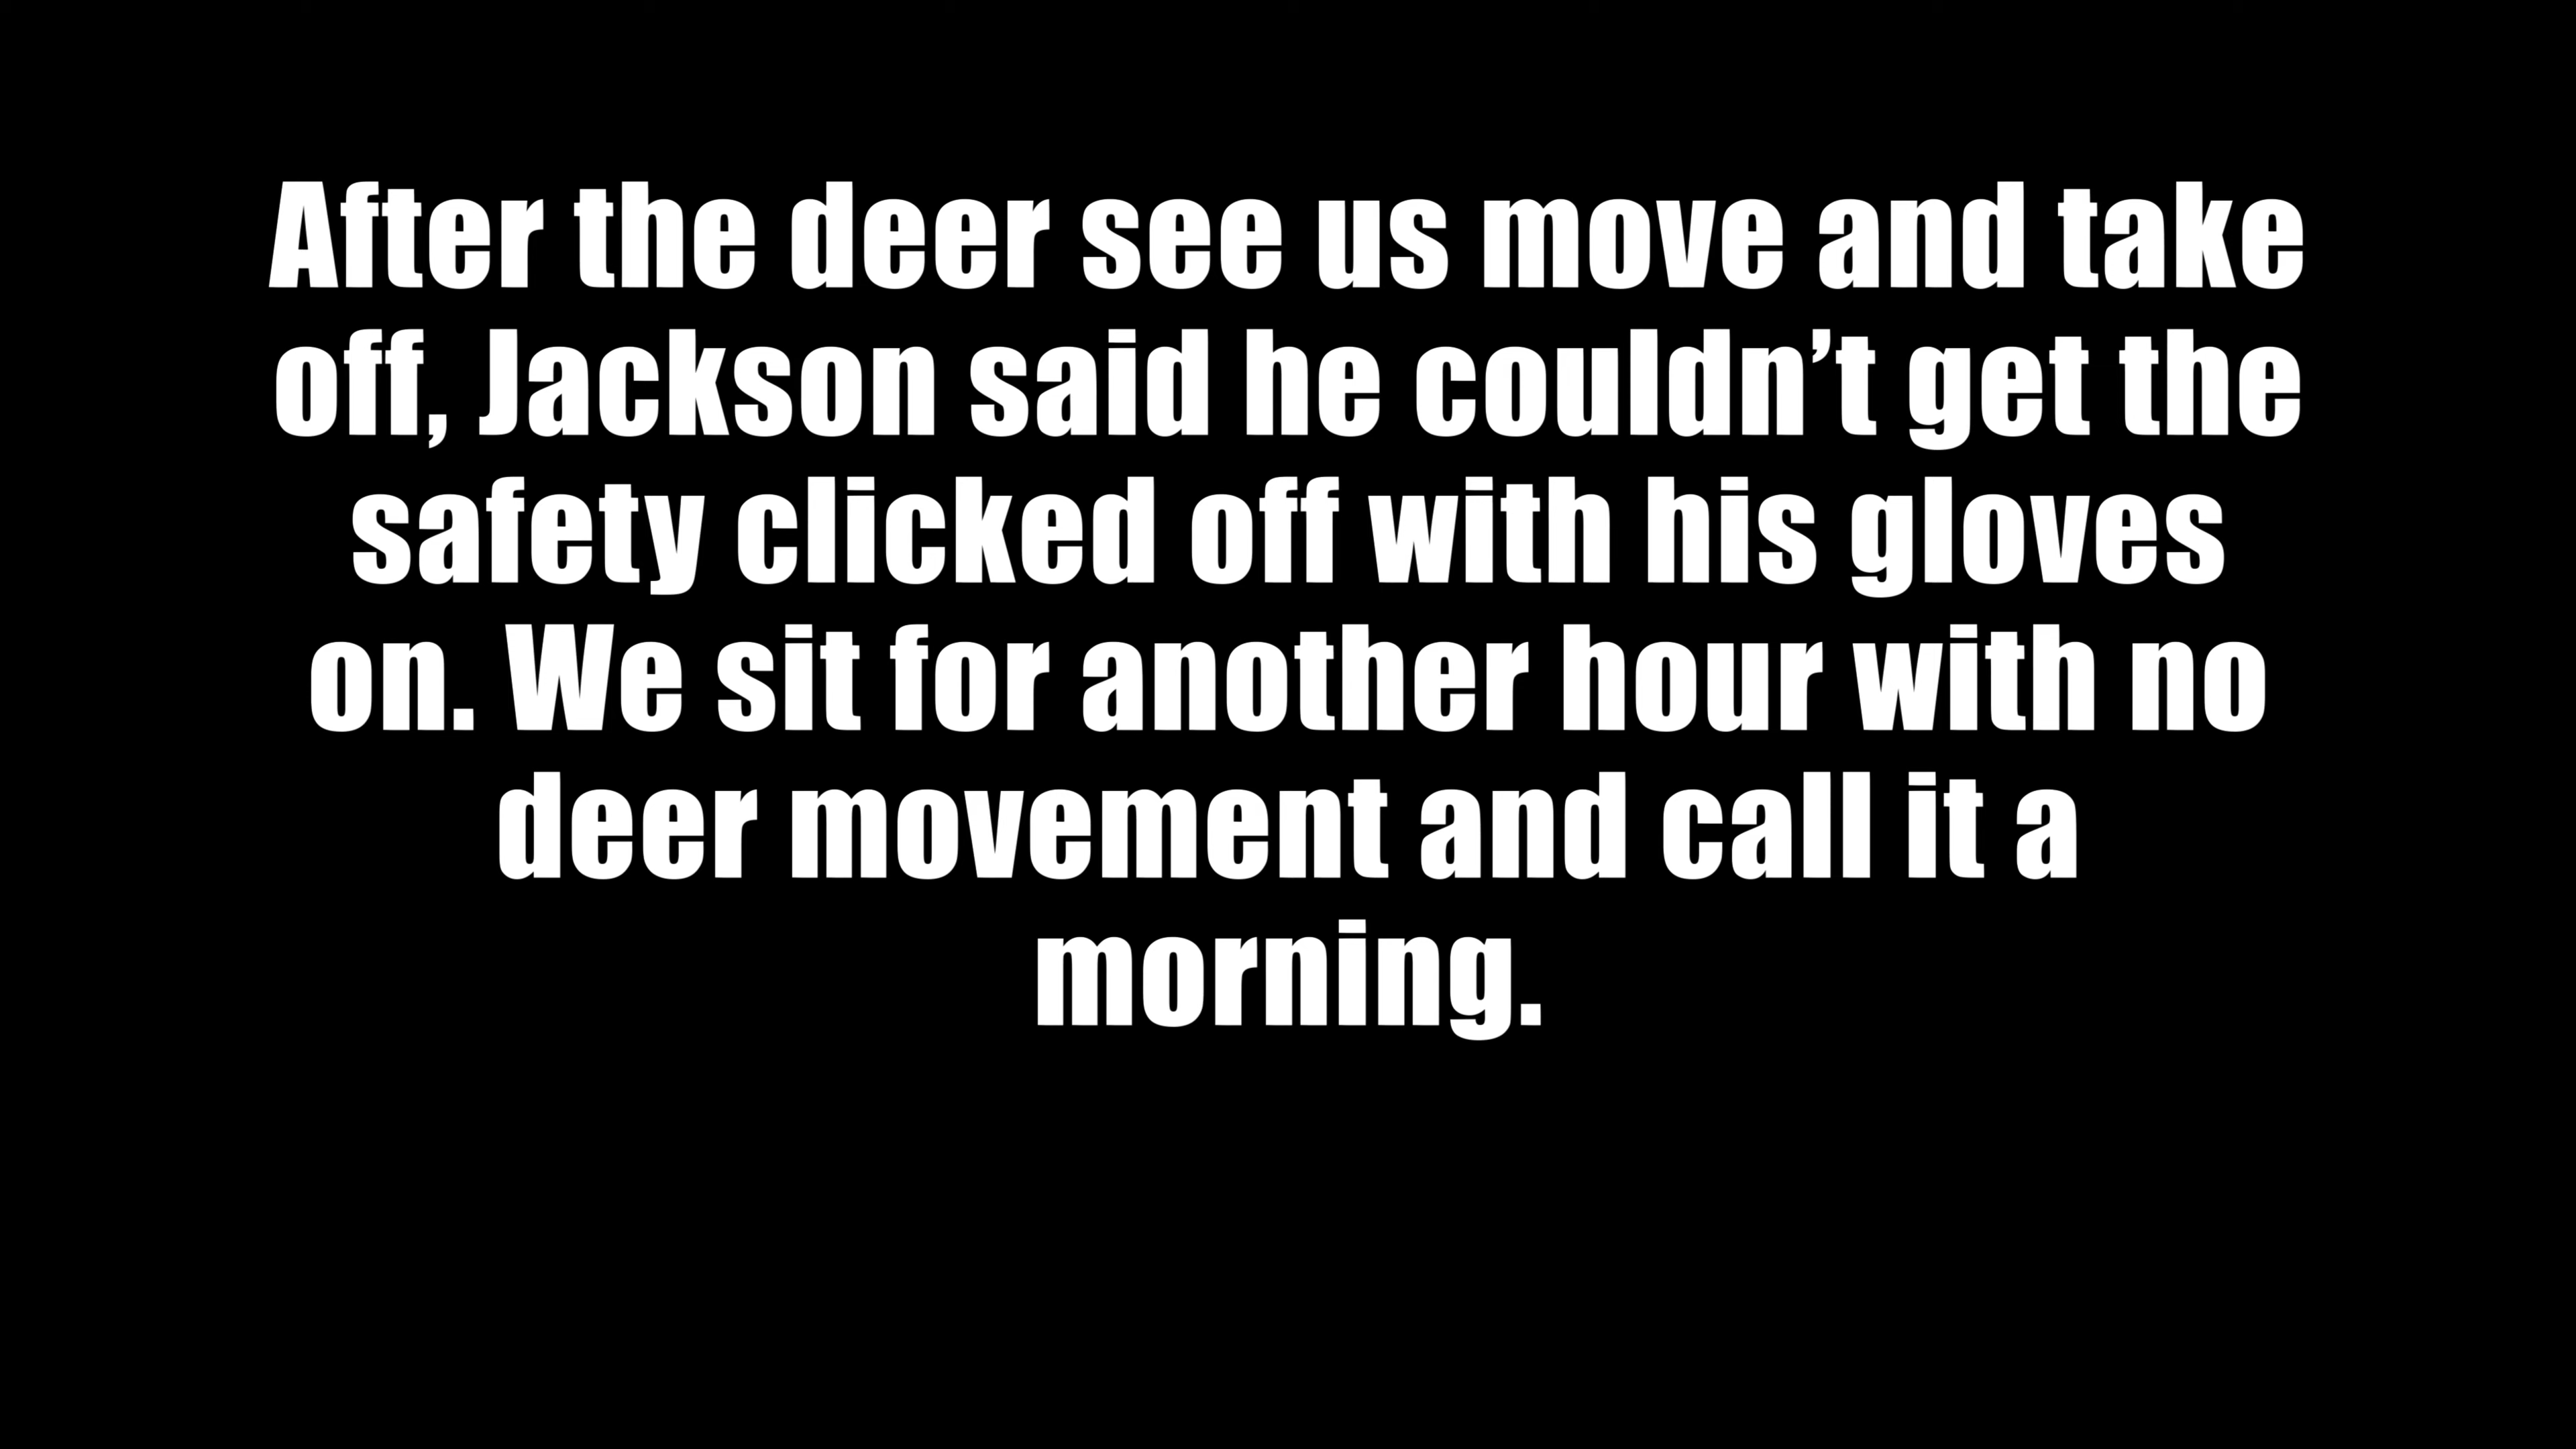 After the deer see us move and take
off, Jackson said he couldn’t get the
safety clicked off with his gloves
on. We sit for another hour with no
deer movement and call it a
morning.